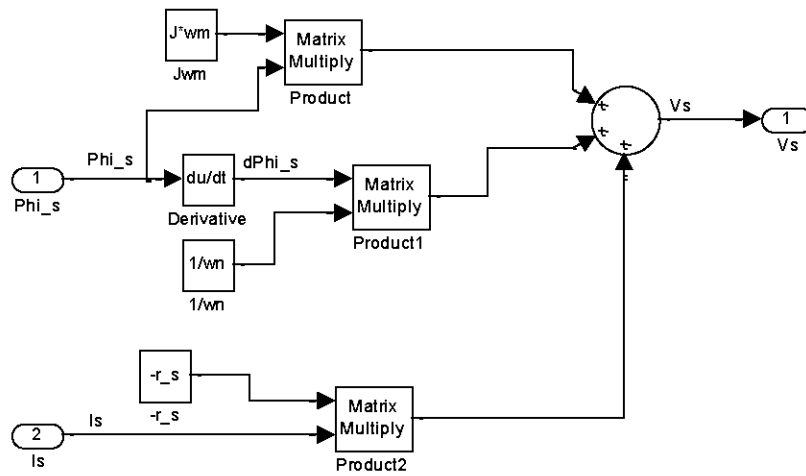 J*wm
Jwm
Matrix
Multiply
Product
+
+
+
Vs
1
Vs
1
Phi_s
Phi_s
du/dt
Derivative
dPhi_s
Matrix
Multiply
Product1
1/wn
1/wn
-r_s
-r_s
2
Is
Is
Matrix
Multiply
Product2